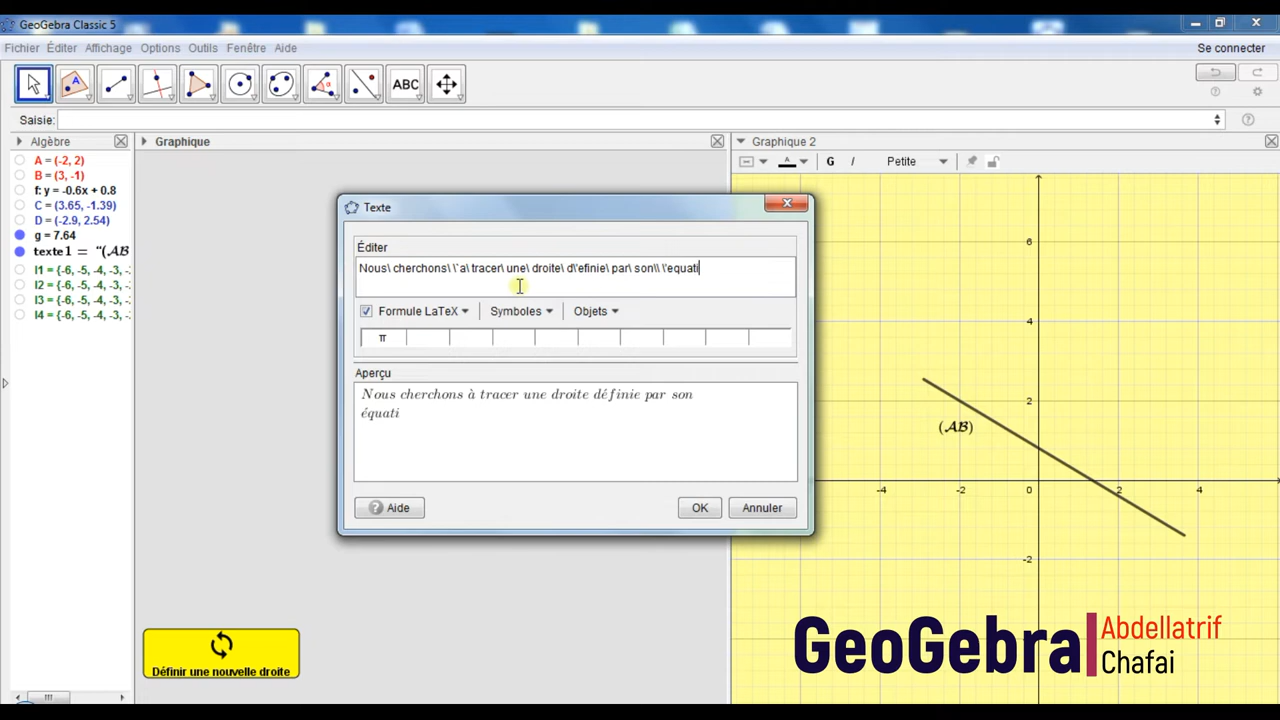 GeoGebra Classic 5
Fichier Éditer Affichage Options Outils Fenêtre Aide
Se connecter
ABC
Saisie:
Algèbre
Graphique
Graphique 2
G I Petite
A = (-2, 2)
B = (3, -1)
f: y = -0.6x + 0.8
C = (3.65, -1.39)
D = (-2.9, 2.54)
g = 7.64
texte1 = "(AB
l1 = {-6, -5, -4, -3, -
l2 = {-6, -5, -4, -3, -
l3 = {-6, -5, -4, -3, -
l4 = {-6, -5, -4, -3, -
Texte
Éditer
Nous\ cherchons\ \`a\ tracer\ une\ droite\ d\'efinie\ par\ son\\ \'equati
Formule LaTeX
Symboles
Objets
π
Aperçu
Nous cherchons à tracer une droite définie par son
équati
Aide
OK
Annuler
6
4
2
-4
-2
0
2
4
-2
(AB)
Définir une nouvelle droite
GeoGebra
Abdellatrif
Chafai